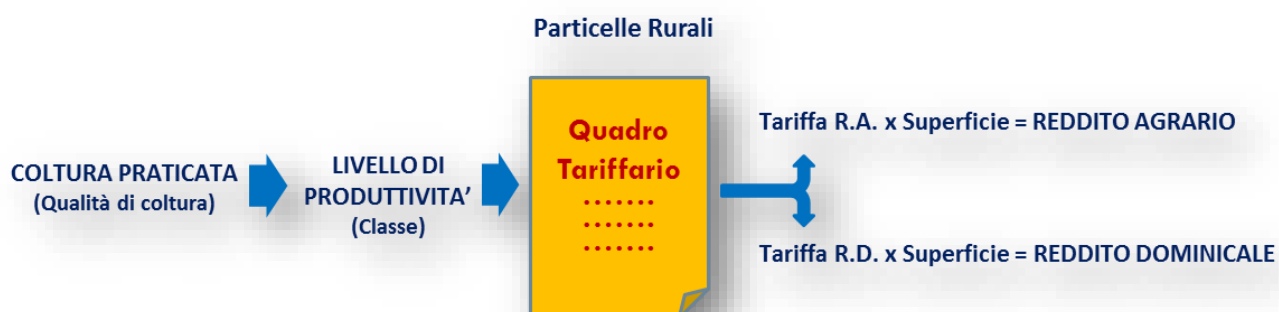 Particelle Rurali
COLTURA PRATICATA
(Qualità di coltura)
LIVELLO DI
PRODUTTIVITA’
(Classe)
Quadro
Tariffario
.......
.......
.......
Tariffa R.A. x Superficie = REDDITO AGRARIO
Tariffa R.D. x Superficie = REDDITO DOMINICALE